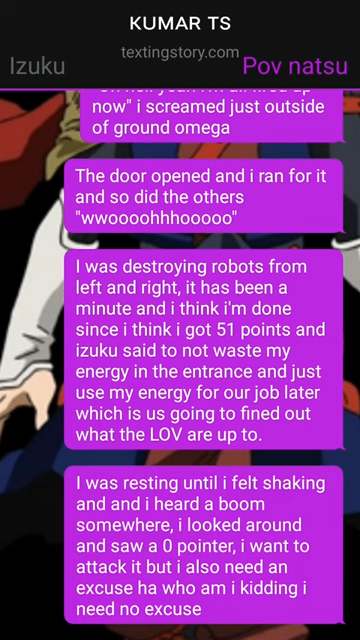 KUMAR TS
textingstory.com
Izuku
Pov natsu
now" i screamed just outside
of ground omega
The door opened and i ran for it
and so did the others
"wwoooohhhooooo"
I was destroying robots from
left and right, it has been a
minute and i think i'm done
since i think i got 51 points and
izuku said to not waste my
energy in the entrance and just
use my energy for our job later
which is us going to fined out
what the LOV are up to.
I was resting until i felt shaking
and and i heard a boom
somewhere, i looked around
and saw a 0 pointer, i want to
attack it but i also need an
excuse ha who am i kidding i
need no excuse